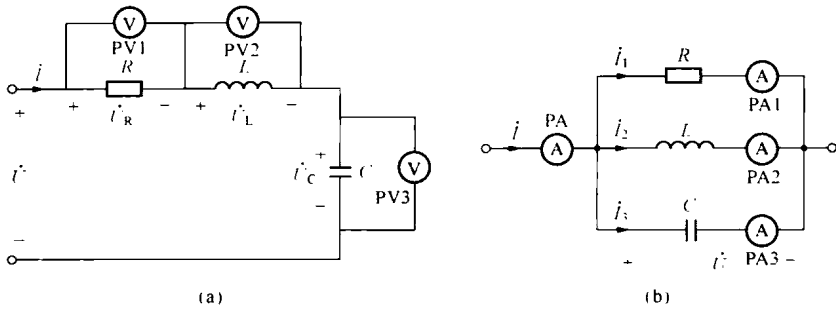 V
V
PV1
PV2
R
L
İ
+
+
−
+
−
+
C
V
PV3
−
−
(a)
PA
A
İ
İ₁
R
A
PA1
İ₂
L
A
PA2
İ₃
C
A
PA3
+
−
(b)